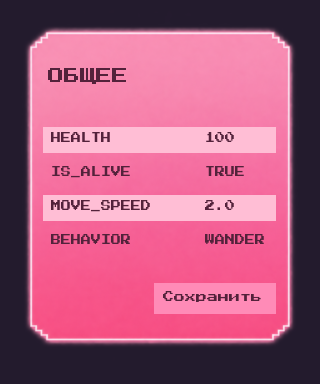 ОБЩЕЕ
HEALTH 100
IS_ALIVE TRUE
MOVE_SPEED 2.0
BEHAVIOR WANDER
Сохранить